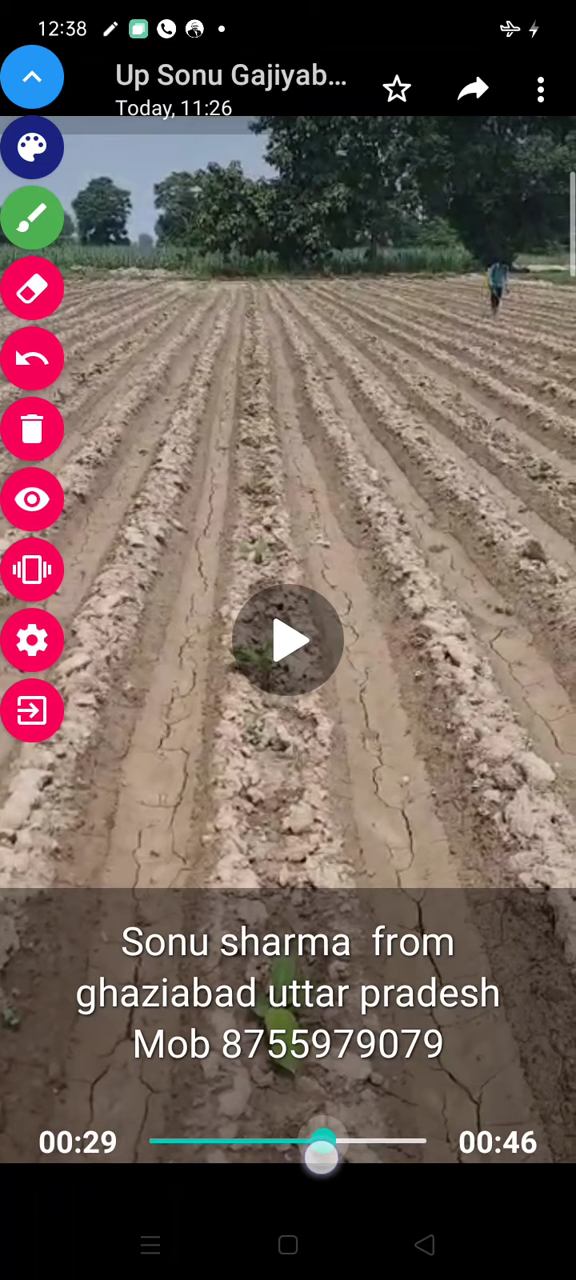 12:38
Up Sonu Gajiyab...
Today, 11:26
Sonu sharma from
ghaziabad uttar pradesh
Mob 8755979079
00:29
00:46